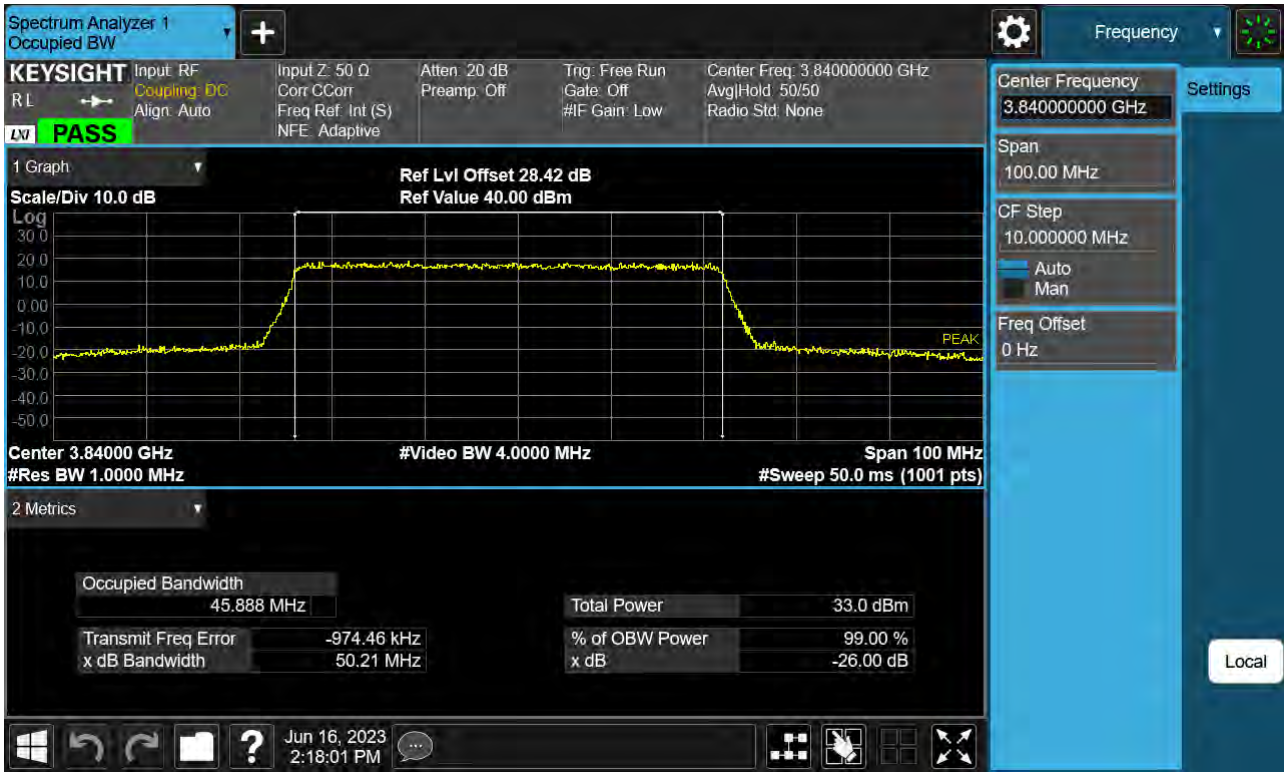 Spectrum Analyzer 1
Occupied BW
+
Frequency
KEYSIGHT
RL
LXI
PASS
Input: RF
Coupling: DC
Align: Auto
Input Z: 50 Ω
Corr CCorr
Freq Ref: Int (S)
NFE: Adaptive
Atten: 20 dB
Preamp: Off
Trig: Free Run
Gate: Off
#IF Gain: Low
Center Freq: 3.840000000 GHz
Avg|Hold: 50/50
Radio Std: None
Center Frequency
3.840000000 GHz
Settings
Span
100.00 MHz
CF Step
10.000000 MHz
Auto
Man
Freq Offset
0 Hz
Local
1 Graph
Ref Lvl Offset 28.42 dB
Scale/Div 10.0 dB
Ref Value 40.00 dBm
Log
30.0
20.0
10.0
0.00
-10.0
-20.0
-30.0
-40.0
-50.0
PEAK
Center 3.84000 GHz
#Video BW 4.0000 MHz
Span 100 MHz
#Res BW 1.0000 MHz
#Sweep 50.0 ms (1001 pts)
2 Metrics
Occupied Bandwidth
45.888 MHz
Total Power 33.0 dBm
Transmit Freq Error -974.46 kHz
% of OBW Power 99.00 %
x dB Bandwidth 50.21 MHz
x dB -26.00 dB
?
Jun 16, 2023
2:18:01 PM